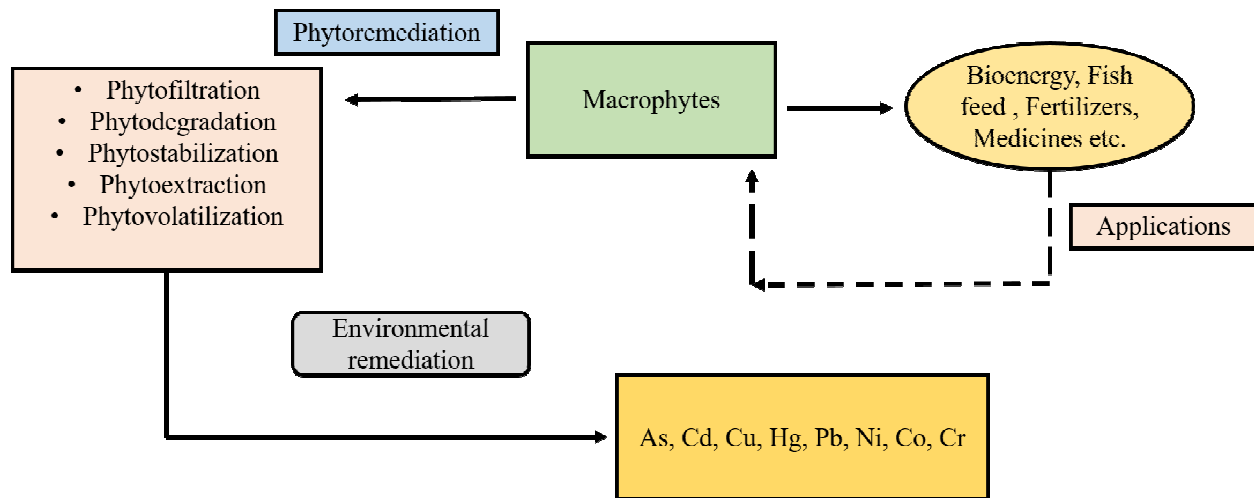 Phytoremediation
Macrophytes
• Phytofiltration
• Phytodegradation
• Phytostabilization
• Phytoextraction
• Phytovolatilization
Bioenergy, Fish
feed , Fertilizers,
Medicines etc.
Applications
Environmental
remediation
As, Cd, Cu, Hg, Pb, Ni, Co, Cr